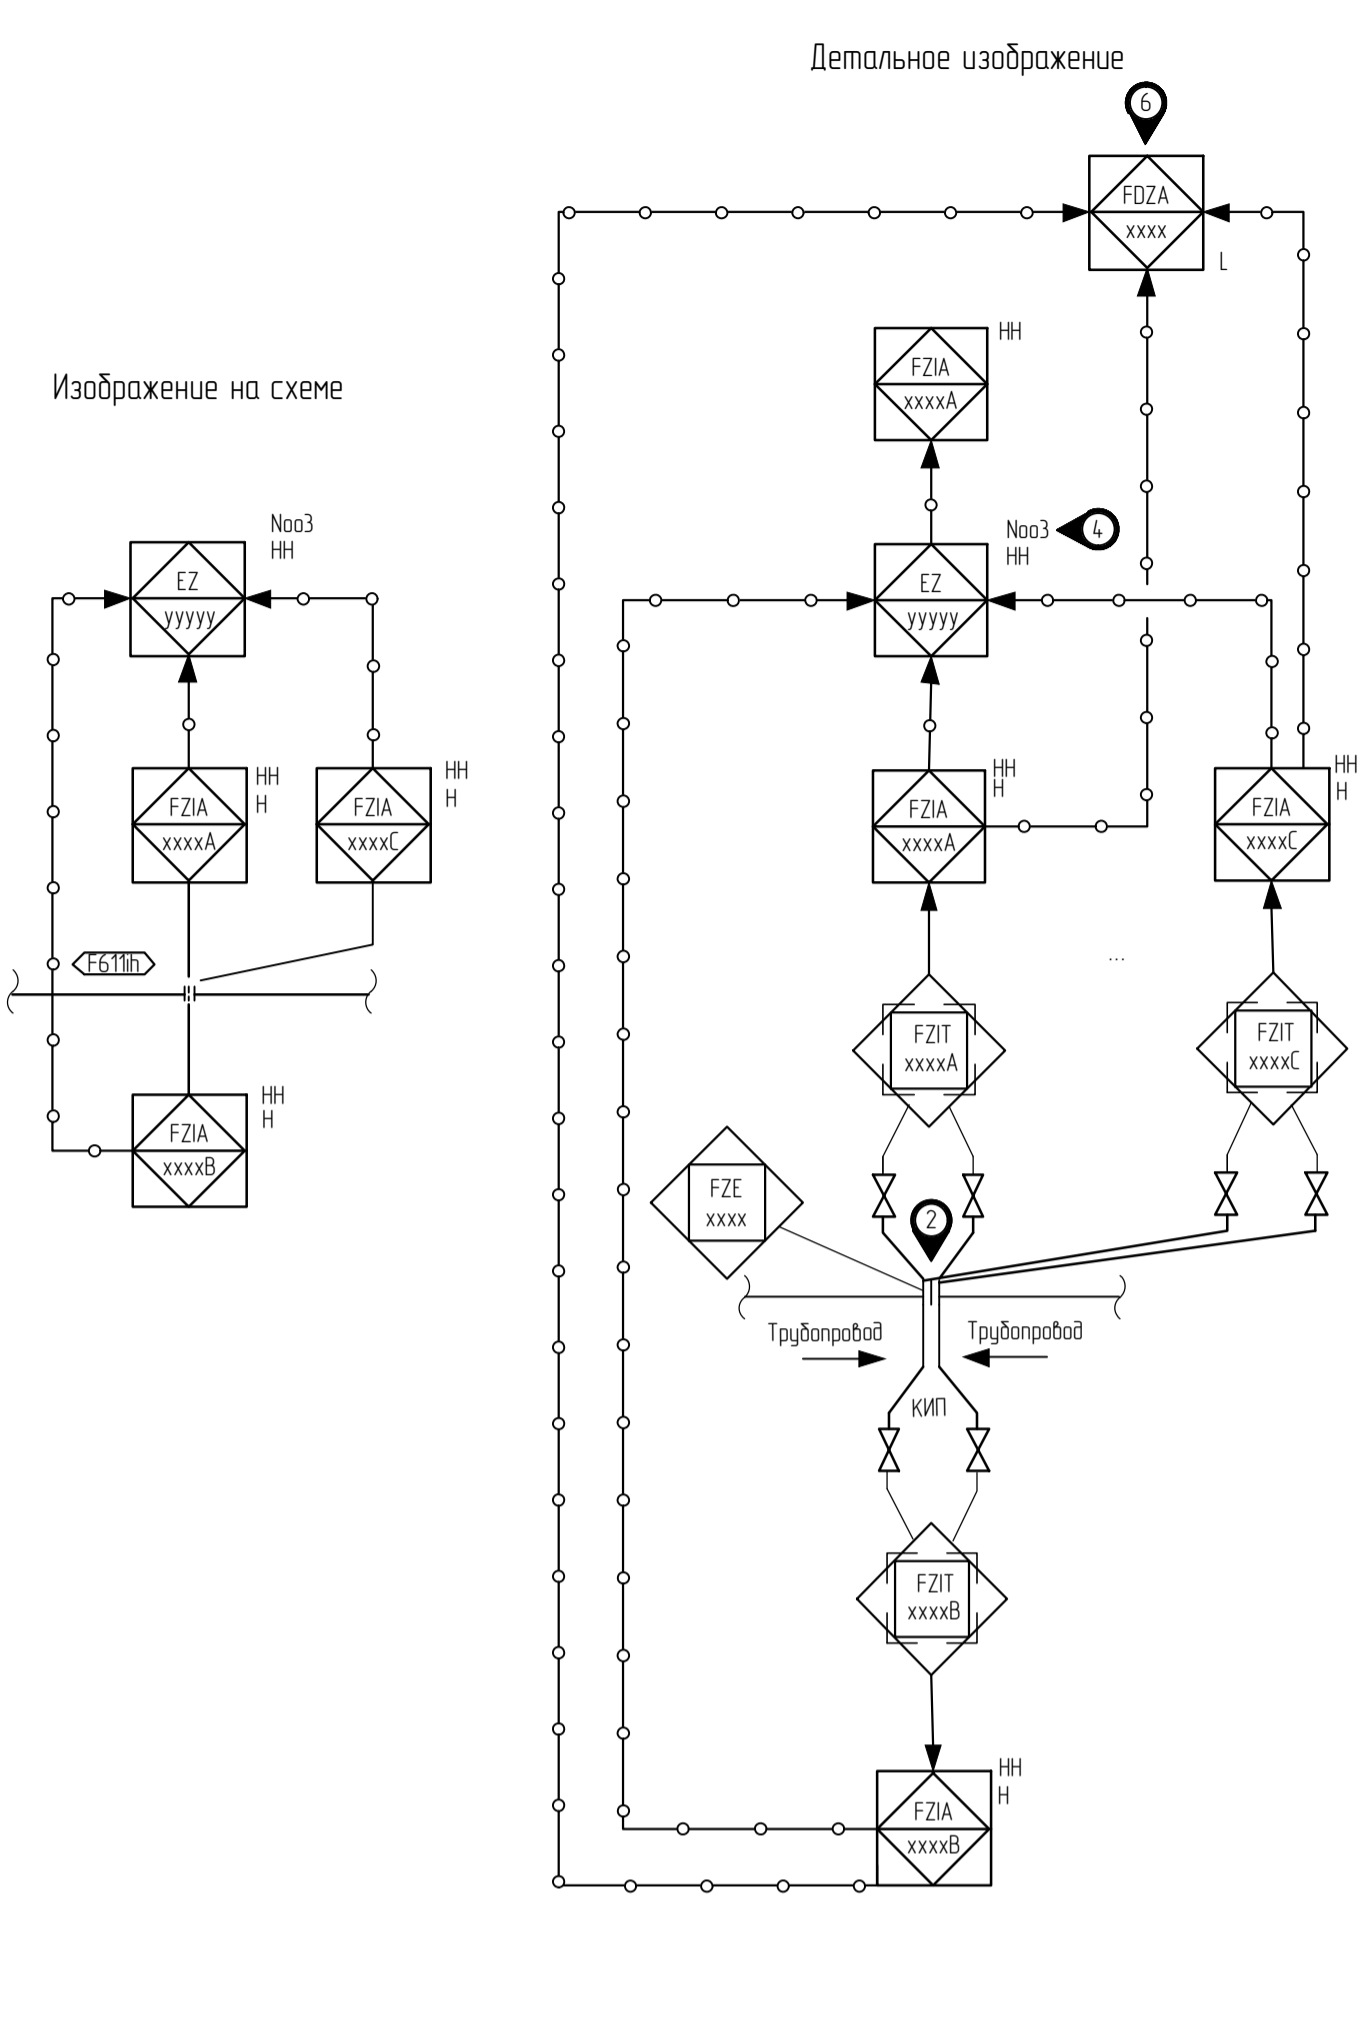 Детальное изображение
6
FDZA
xxxx
L
HH
FZIA
xxxxA
Изображение на схеме
Noo3
HH
EZ
yyyyy
Noo3
4
HH
EZ
yyyyy
HH
H
FZIA
xxxxA
HH
H
FZIA
xxxxC
HH
H
FZIA
xxxxA
HH
H
FZIA
xxxxC
F611ih
...
FZIT
xxxxA
FZIT
xxxxC
HH
H
FZIA
xxxxB
FZE
xxxx
2
Трубопровод
Трубопровод
КИП
FZIT
xxxxB
HH
H
FZIA
xxxxB